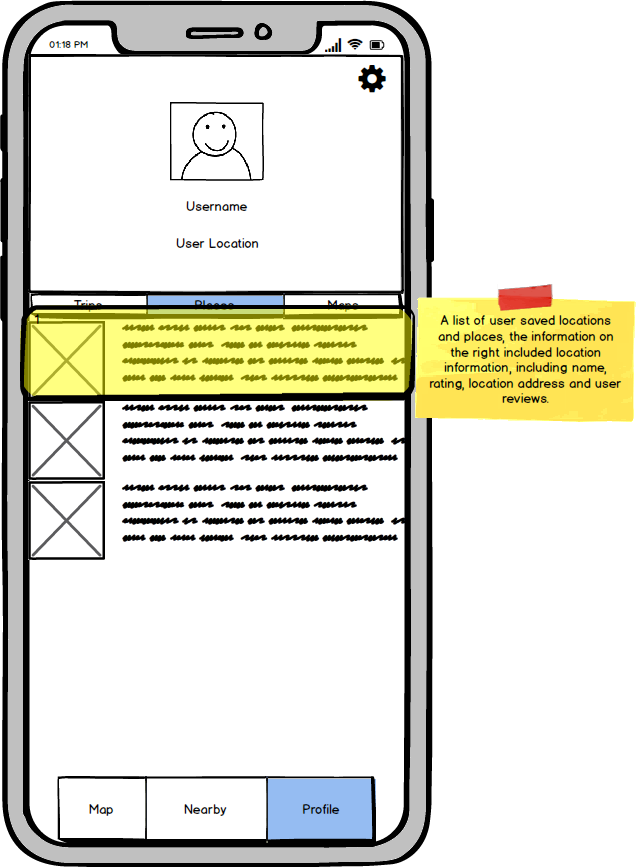 01:18 PM
Username
User Location
Trips Places Maps
1
A list of user saved locations
and places, the information on
the right included location
information, including name,
rating, location address and user
reviews.
Map Nearby Profile